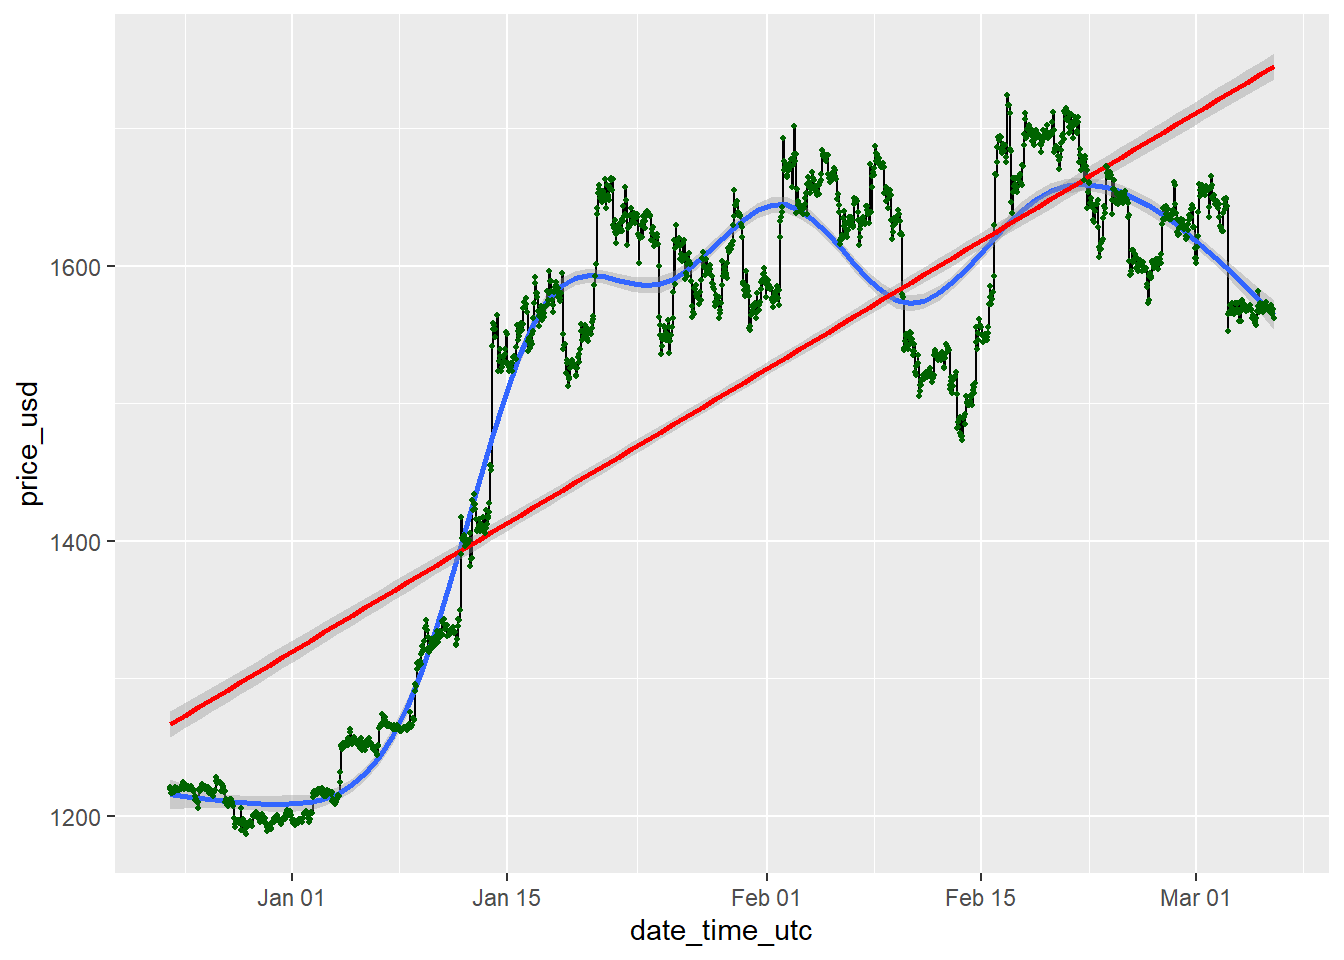 price_usd
1600
1400
1200
Jan 01
Jan 15
Feb 01
Feb 15
Mar 01
date_time_utc